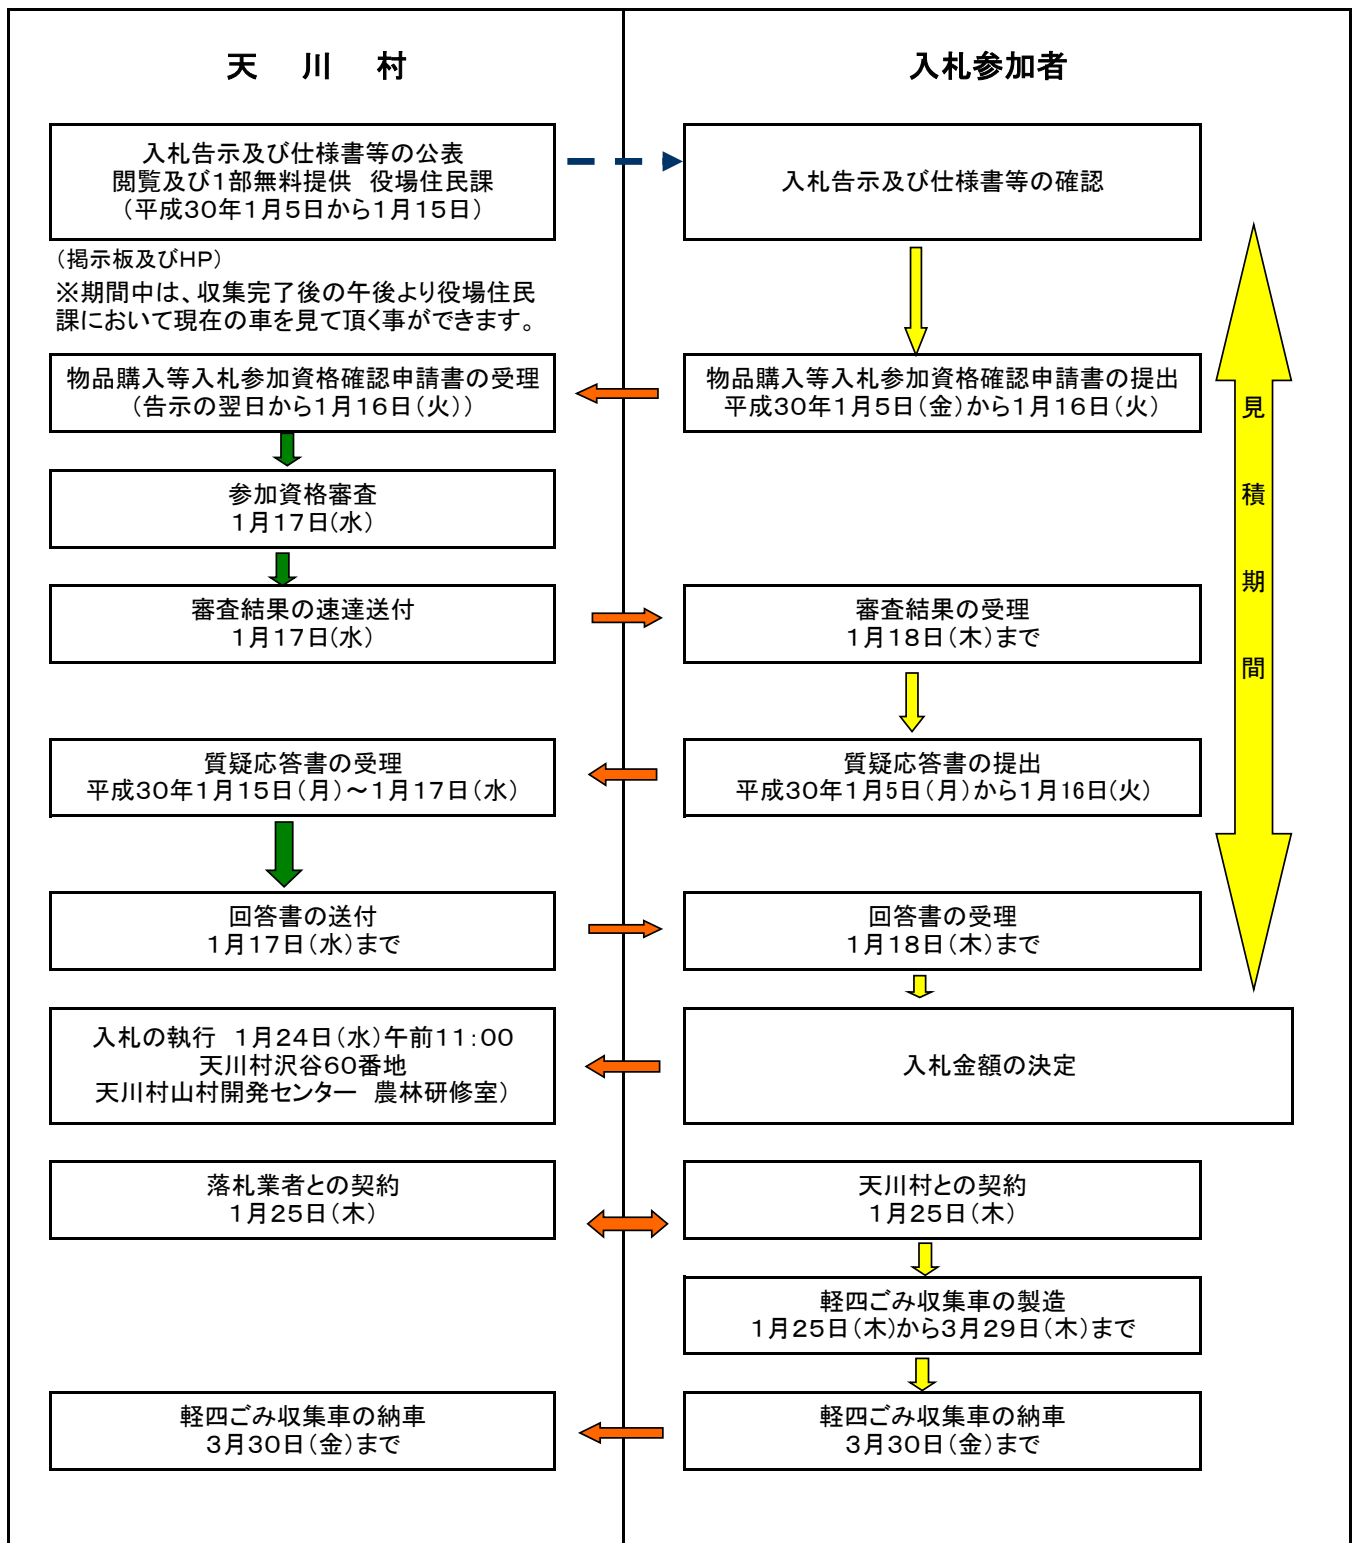 天　川　村
入札参加者
入札告示及び仕様書等の公表
閲覧及び１部無料提供　役場住民課
（平成３０年１月５日から１月１５日）
入札告示及び仕様書等の確認
（掲示板及びＨＰ）
※期間中は、収集完了後の午後より役場住民
課において現在の車を見て頂く事ができます。
物品購入等入札参加資格確認申請書の受理
（告示の翌日から１月１６日（火））
物品購入等入札参加資格確認申請書の提出
平成３０年１月５日（金）から１月１６日（火）
見積期間
参加資格審査
１月１７日(水）
審査結果の速達送付
１月１７日(水）
審査結果の受理
１月１８日（木）まで
質疑応答書の受理
平成３０年１月１５日（月）～１月１７日（水）
質疑応答書の提出
平成３０年１月5日（月）から１月16日(火）
回答書の送付
１月１７日（水）まで
回答書の受理
１月１８日（木）まで
入札の執行　１月２４日（水）午前１１：００
天川村沢谷６０番地
天川村山村開発センター　農林研修室）
入札金額の決定
落札業者との契約
１月２５日（木）
天川村との契約
１月２５日（木）
軽四ごみ収集車の製造
１月２５日（木）から３月２９日（木）まで
軽四ごみ収集車の納車
３月３０日（金）まで
軽四ごみ収集車の納車
３月３０日（金）まで